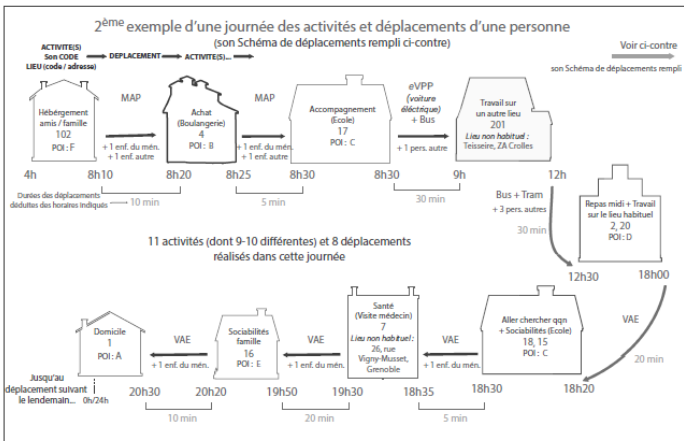 2ème exemple d'une journée des activités et déplacements d'une personne
(son Schéma de déplacements rempli ci-contre)
Voir ci-contre
son Schéma de déplacements rempli
ACTIVITE(S)
Son CODE
LIEU (code / adresse)
DEPLACEMENT
ACTIVITE(S)...
Hébergement
amis / famille
102
POI : F
MAP
+ 1 enf. du mén.
+ 1 enf autre
Achat
(Boulangerie)
4
POI : B
MAP
+ 1 enf. du mén.
+ 1 enf autre
Accompagnement
(Ecole)
17
POI : C
eVPP
(voiture
éléctrique)
+ Bus
+ 1 pers. autre
Travail sur
un autre lieu
201
Lieu non habituel :
Teisseire, ZA Crolles
4h
8h10
8h20
8h25
8h30
8h30
9h
12h
Durées des déplacements
déduites des horaires indiqués
10 min
5 min
30 min
Bus + Tram
+ 3 pers. autres
30 min
Repas midi + Travail
sur le lieu habituel
2, 20
POI : D
12h30
18h00
11 activités (dont 9-10 différentes) et 8 déplacements
réalisés dans cette journée
VAE
20 min
Domicile
1
POI : A
VAE
+ 1 enf. du mén.
Sociabilités
famille
16
POI : E
VAE
+ 1 enf. du mén.
Santé
(Visite médecin)
7
Lieu non habituel :
26, rue
Vigny-Musset,
Grenoble
VAE
+ 1 enf. du mén.
Aller chercher qqn
+ Sociabilités (Ecole)
18, 15
POI : C
Jusqu'au
déplacement suivant
le lendemain...
0h/24h
20h30
20h20
19h50
19h30
18h35
18h30
18h20
10 min
20 min
5 min